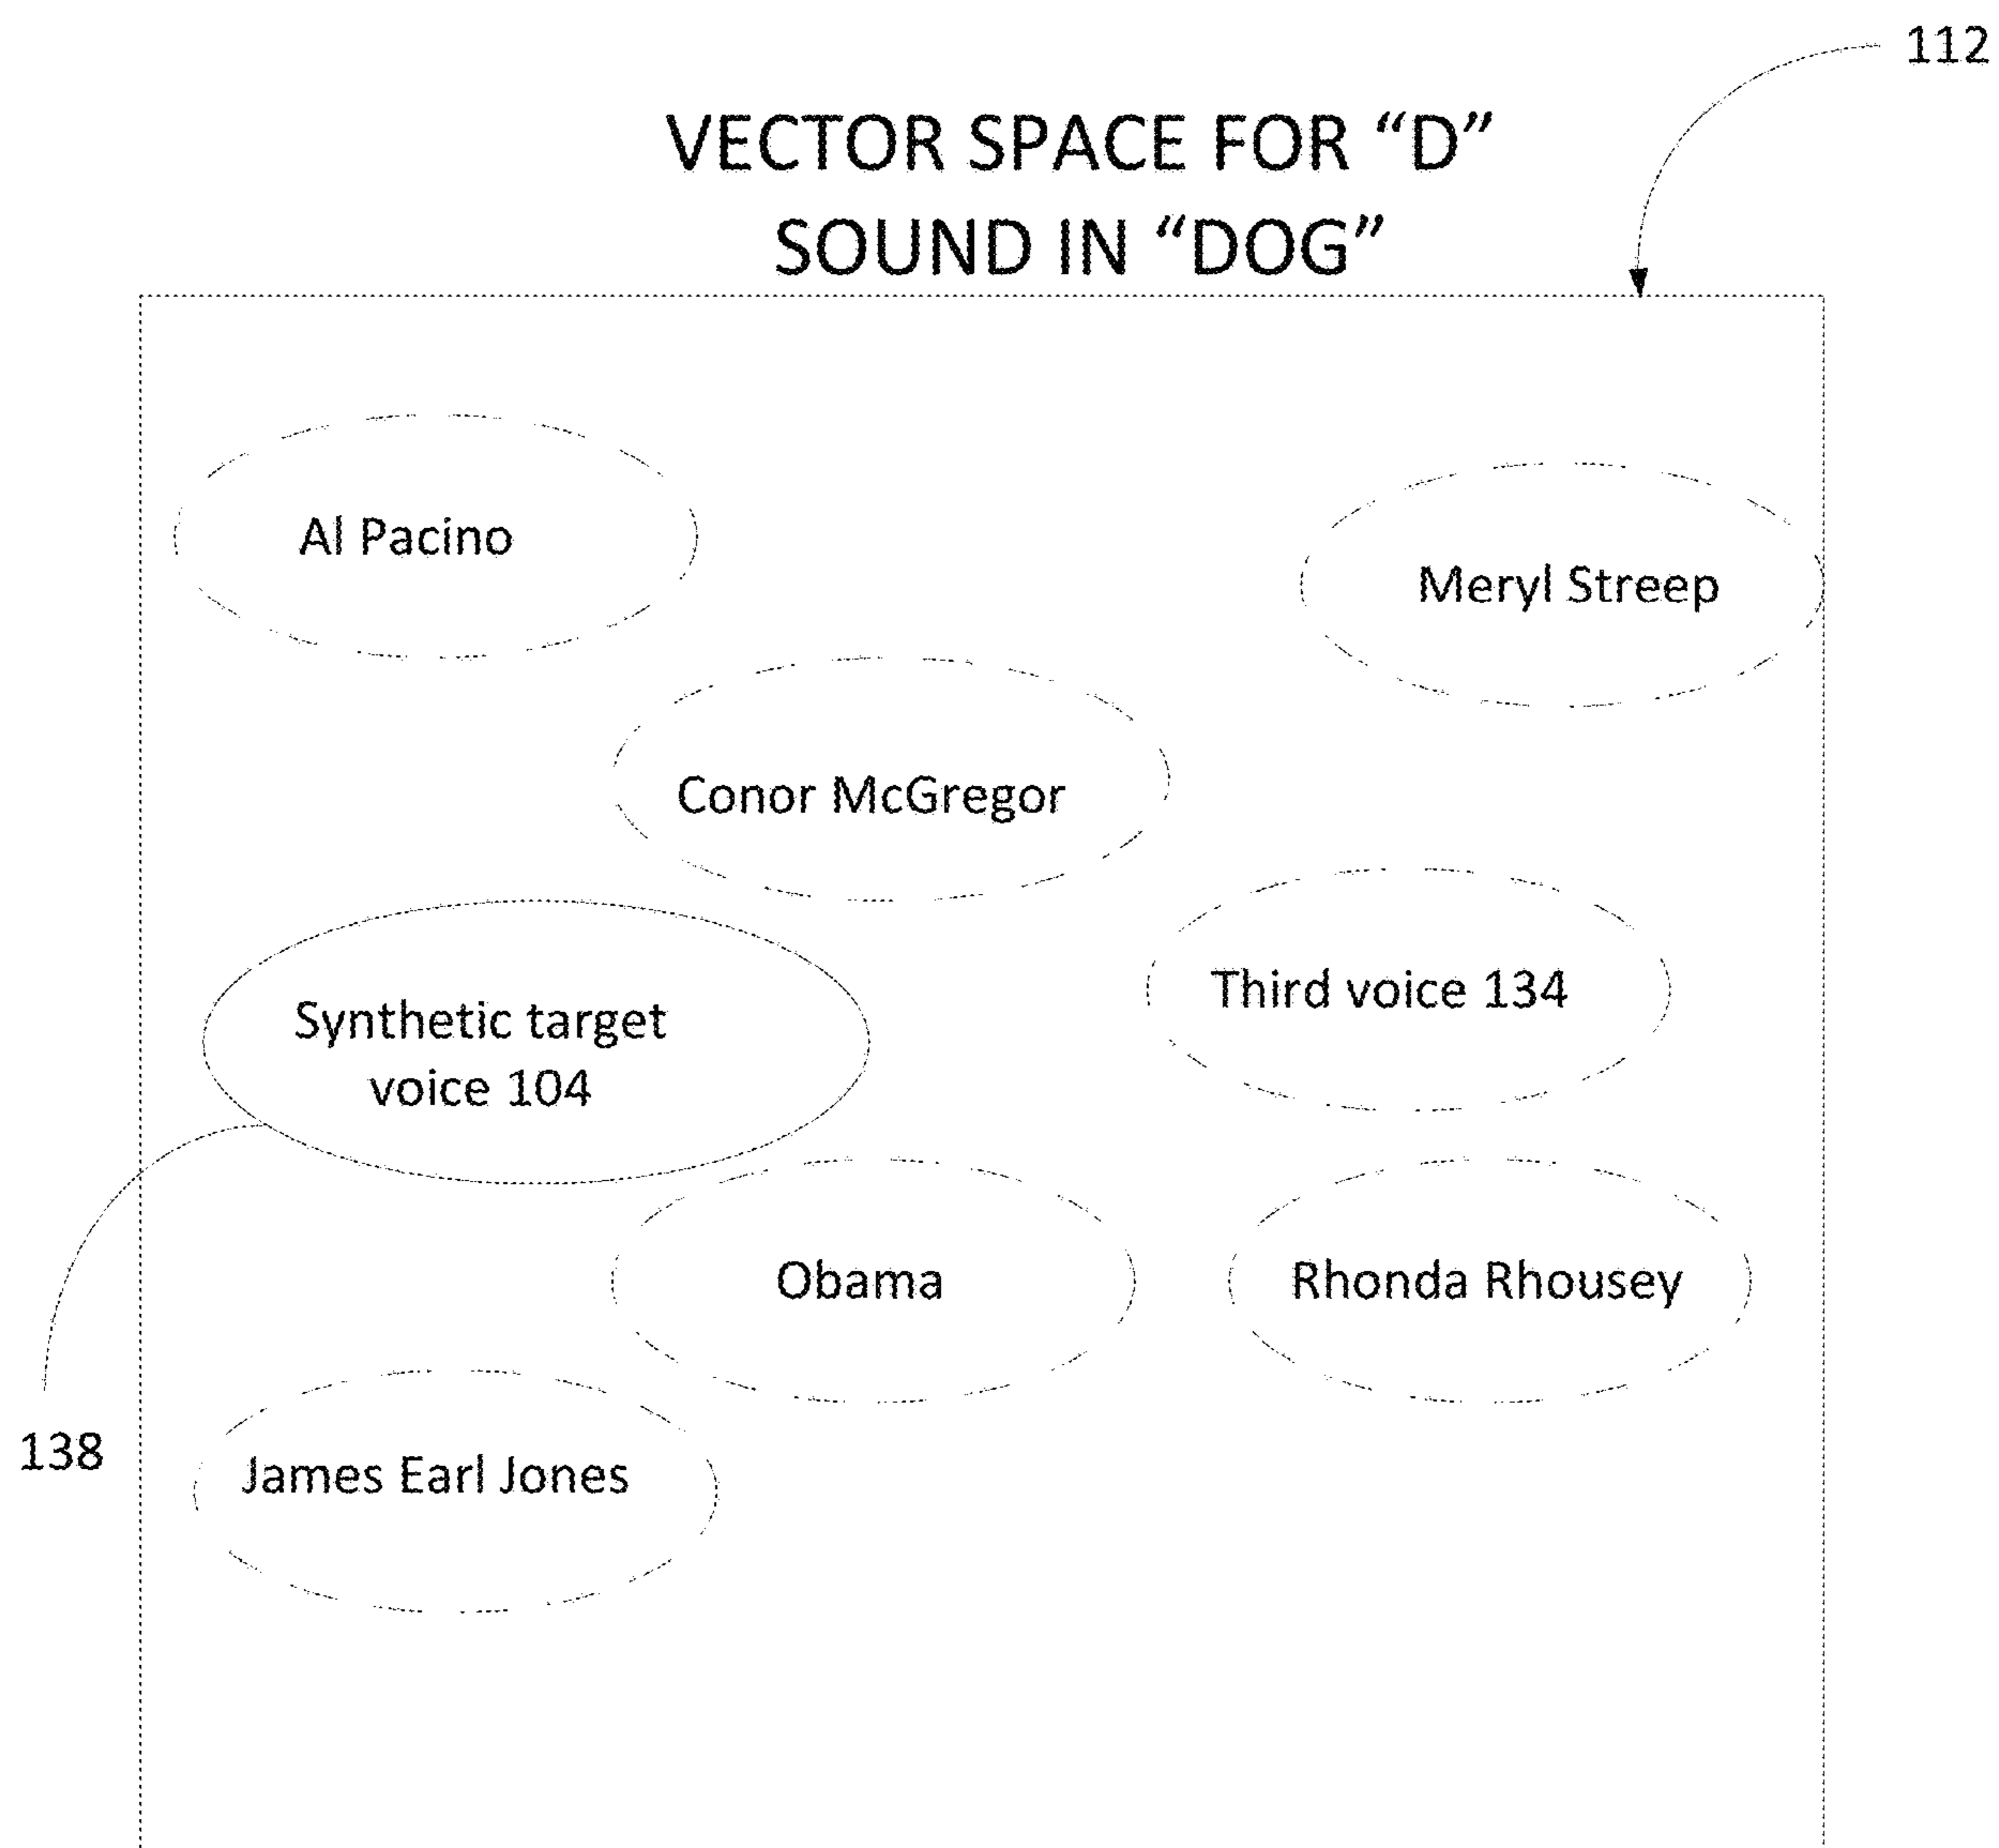 112
VECTOR SPACE FOR “D”
SOUND IN “DOG”
Al Pacino
Meryl Streep
Conor McGregor
Third voice 134
Synthetic target
voice 104
Obama
Rhonda Rhousey
138
James Earl Jones